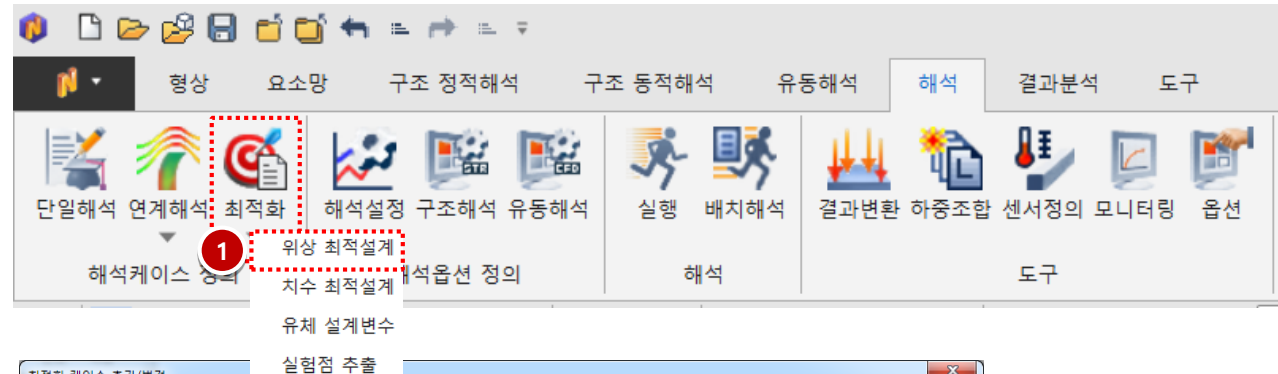 형상 요소망 구조 정적해석 구조 동적해석 유동해석 해석 결과분석 도구
STR CFD
단일해석 연계해석 최적화 해석설정 구조해석 유동해석 실행 배치해석 결과변환 하중조합 센서정의 모니터링 옵션
1 위상 최적설계
해석케이스 정의 해석옵션 정의 해석 도구
치수 최적설계
유체 설계변수
실험점 추출